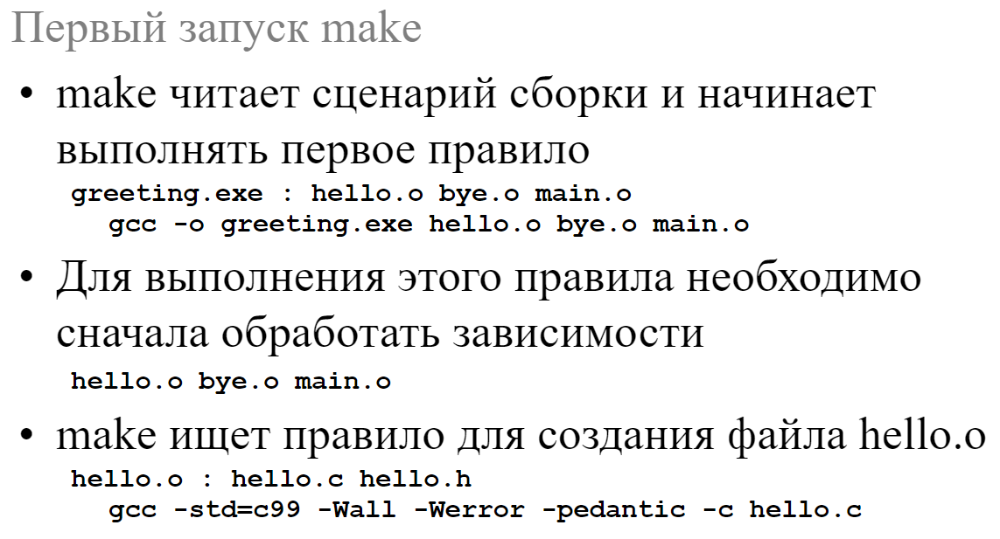 Первый запуск make
• make читает сценарий сборки и начинает
выполнять первое правило
greeting.exe : hello.o bye.o main.o
gcc -o greeting.exe hello.o bye.o main.o
• Для выполнения этого правила необходимо
сначала обработать зависимости
hello.o bye.o main.o
• make ищет правило для создания файла hello.o
hello.o : hello.c hello.h
gcc -std=c99 -Wall -Werror -pedantic -c hello.c